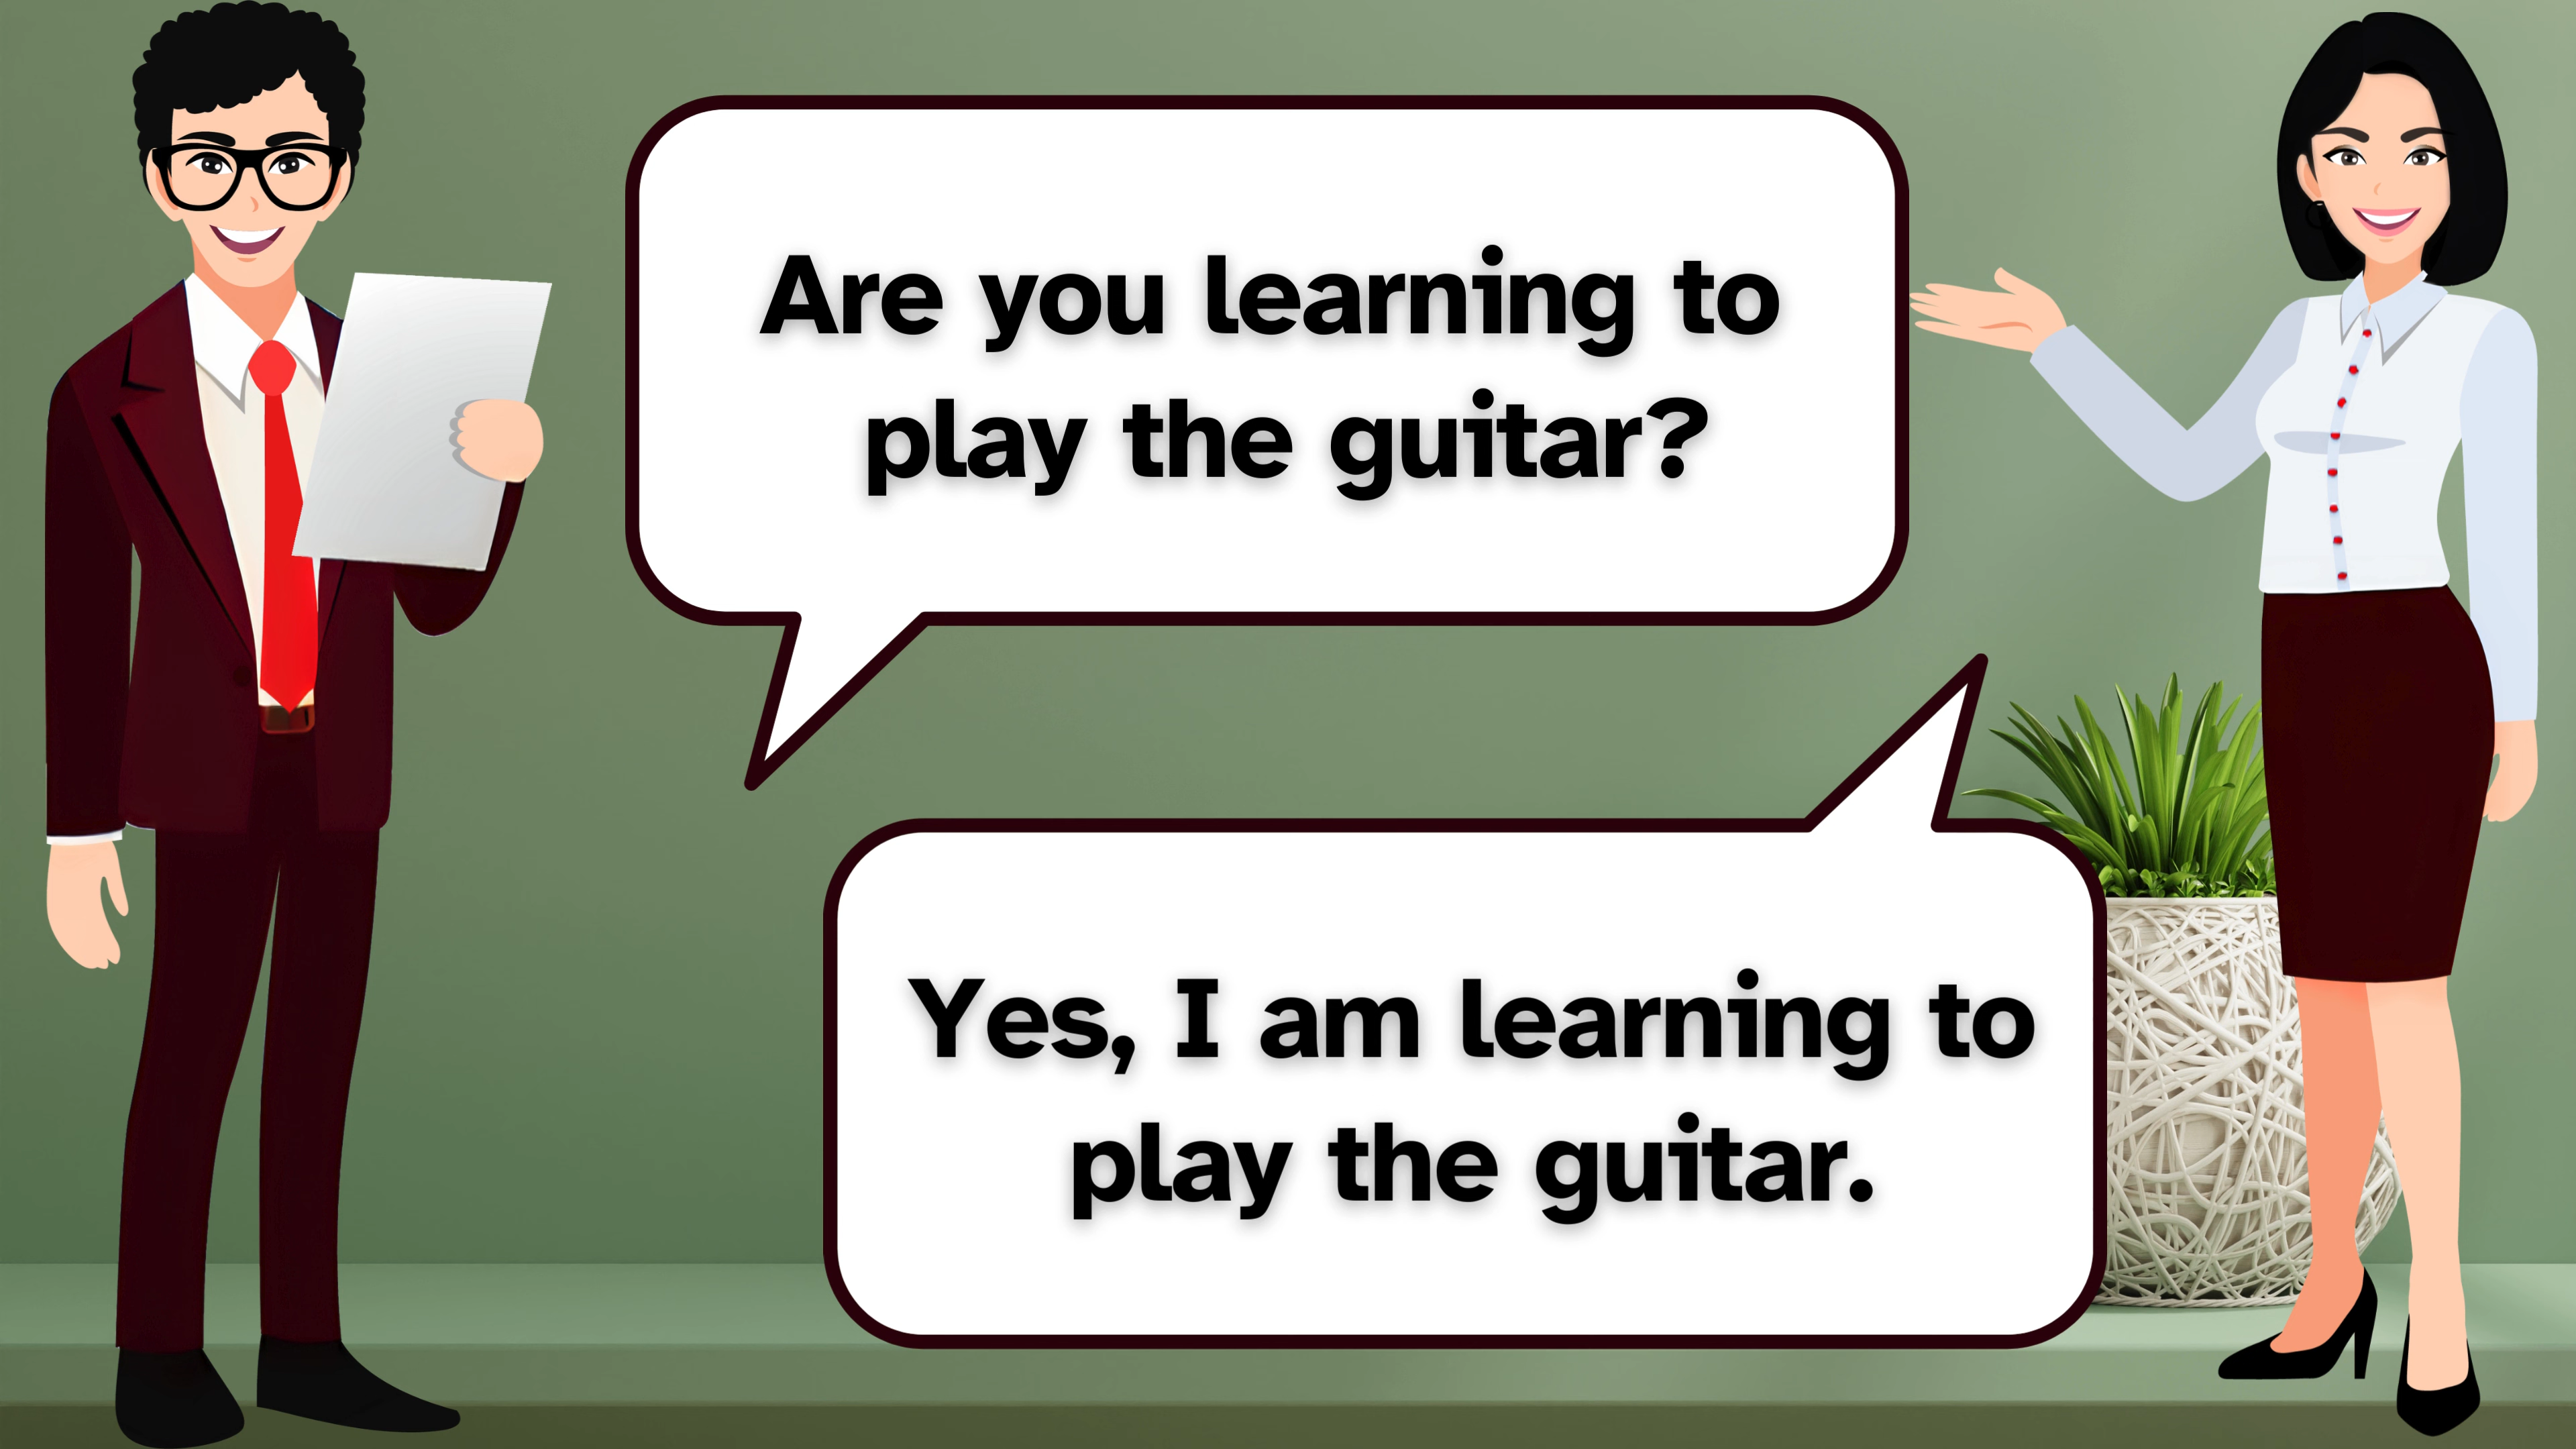 Are you learning to
play the guitar?
Yes, I am learning to
play the guitar.